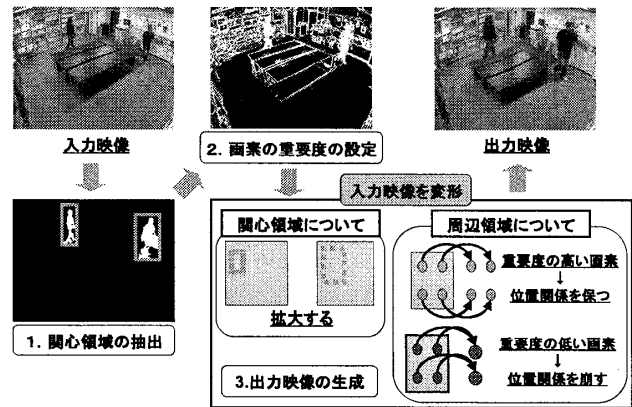 入力映像
2. 画素の重要度の設定
出力映像
入力映像を変形
1. 関心領域の抽出
関心領域について
拡大する
3.出力映像の生成
周辺領域について
重要度の高い画素
↓
位置関係を保つ
重要度の低い画素
↓
位置関係を崩す